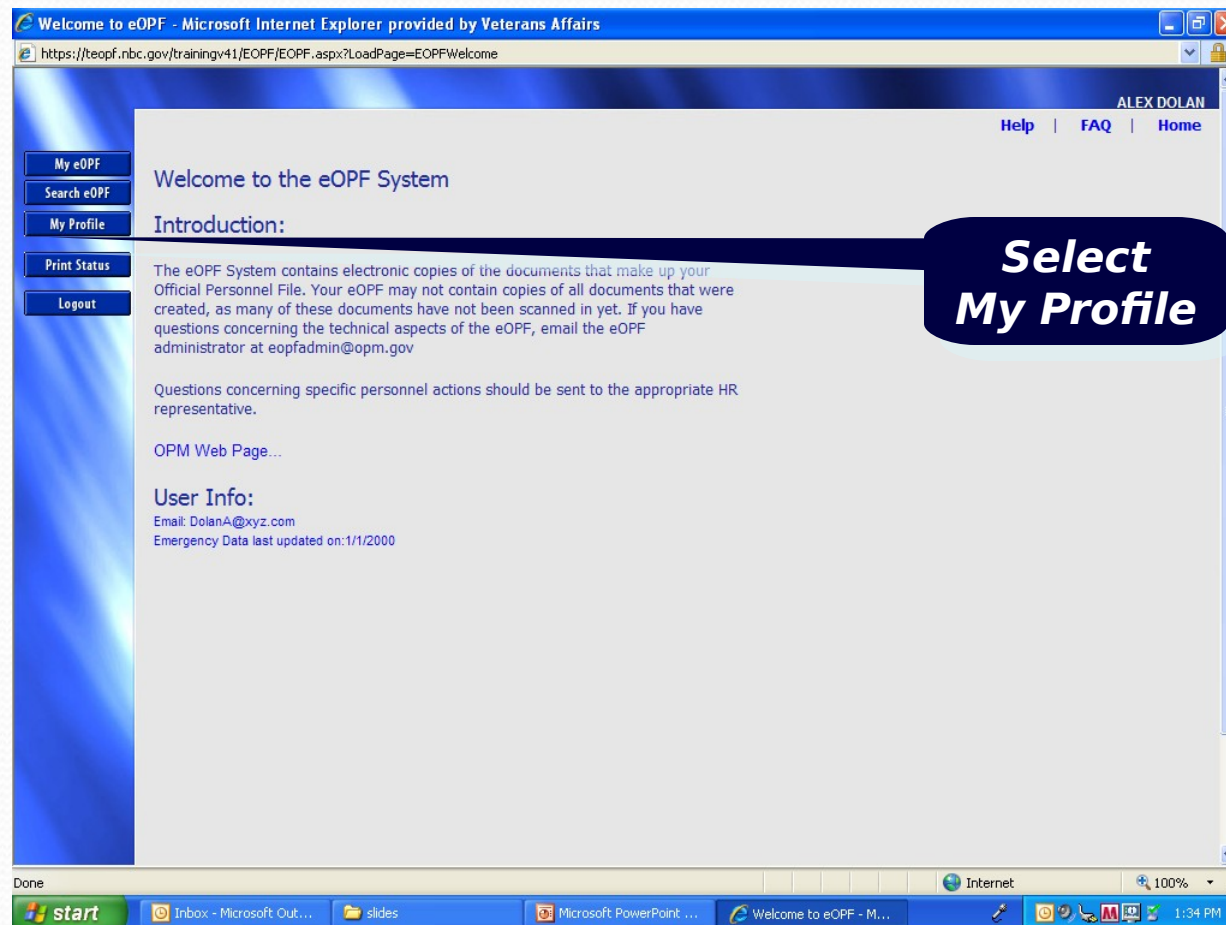 Welcome to eOPF - Microsoft Internet Explorer provided by Veterans Affairs
https://teopf.nbc.gov/trainingv41/EOPF/EOPF.aspx?LoadPage=EOPFWelcome
ALEX DOLAN
Help | FAQ | Home
My eOPF
Search eOPF
My Profile
Print Status
Logout
Welcome to the eOPF System
Introduction:
The eOPF System contains electronic copies of the documents that make up your
Official Personnel File. Your eOPF may not contain copies of all documents that were
created, as many of these documents have not been scanned in yet. If you have
questions concerning the technical aspects of the eOPF, email the eOPF
administrator at eopfadmin@opm.gov
Questions concerning specific personnel actions should be sent to the appropriate HR
representative.
OPM Web Page...
User Info:
Email: DolanA@xyz.com
Emergency Data last updated on:1/1/2000
Select
My Profile
Done
Internet
100%
start
Inbox - Microsoft Out...
slides
Microsoft PowerPoint ...
Welcome to eOPF - M...
1:34 PM